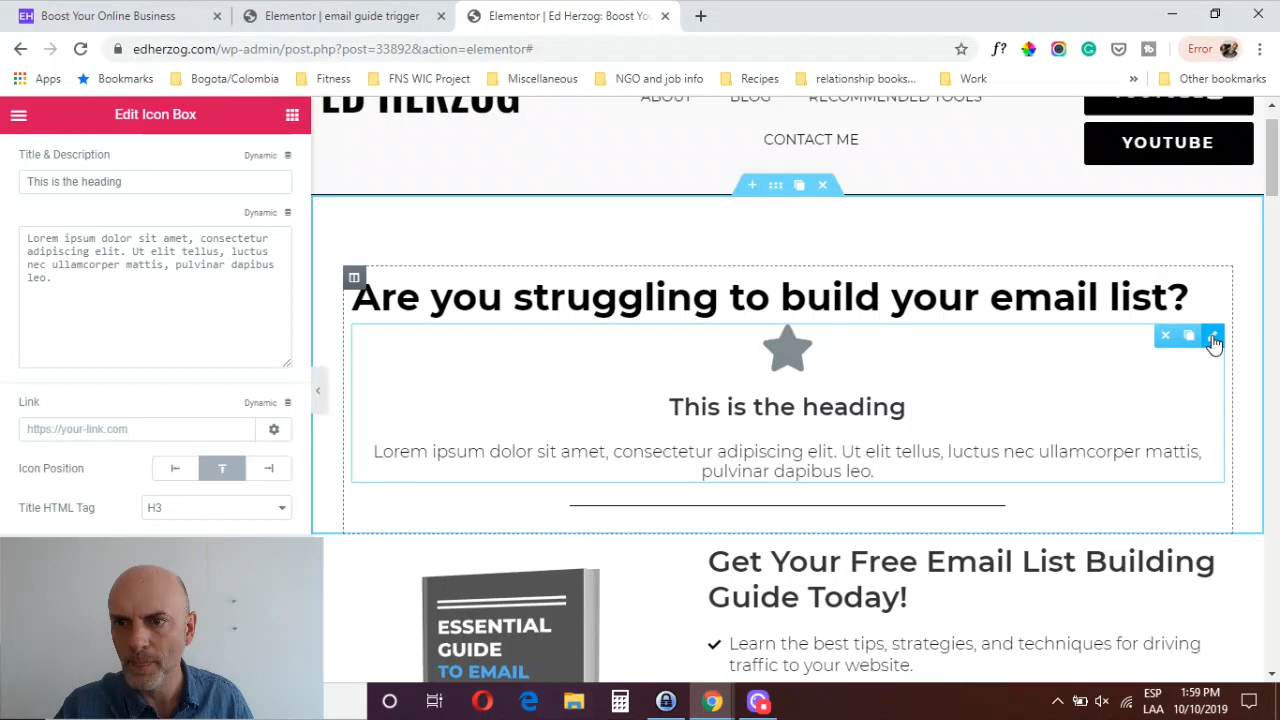 EH Boost Your Online Business
Elementor | email guide trigger
Elementor | Ed Herzog: Boost Yo
edherzog.com/wp-admin/post.php?post=33892&action=elementor#
f?
Error
Apps
Bookmarks
Bogota/Colombia
Fitness
FNS WIC Project
Miscellaneous
NGO and job info
Recipes
relationship books...
Work
»
Other bookmarks
Edit Icon Box
ED HERZOG
ABOUT
BLOG
RECOMMENDED TOOLS
CONTACT ME
YOUTUBE
Title & Description
Dynamic
This is the heading
Dynamic
Lorem ipsum dolor sit amet, consectetur
adipiscing elit. Ut elit tellus, luctus
nec ullamcorper mattis, pulvinar dapibus
leo.
Link
Dynamic
https://your-link.com
Icon Position
Title HTML Tag
H3
Are you struggling to build your email list?
This is the heading
Lorem ipsum dolor sit amet, consectetur adipiscing elit. Ut elit tellus, luctus nec ullamcorper mattis,
pulvinar dapibus leo.
ESSENTIAL
GUIDE
TO EMAIL
Get Your Free Email List Building
Guide Today!
Learn the best tips, strategies, and techniques for driving
traffic to your website.
ESP
LAA
1:59 PM
10/10/2019